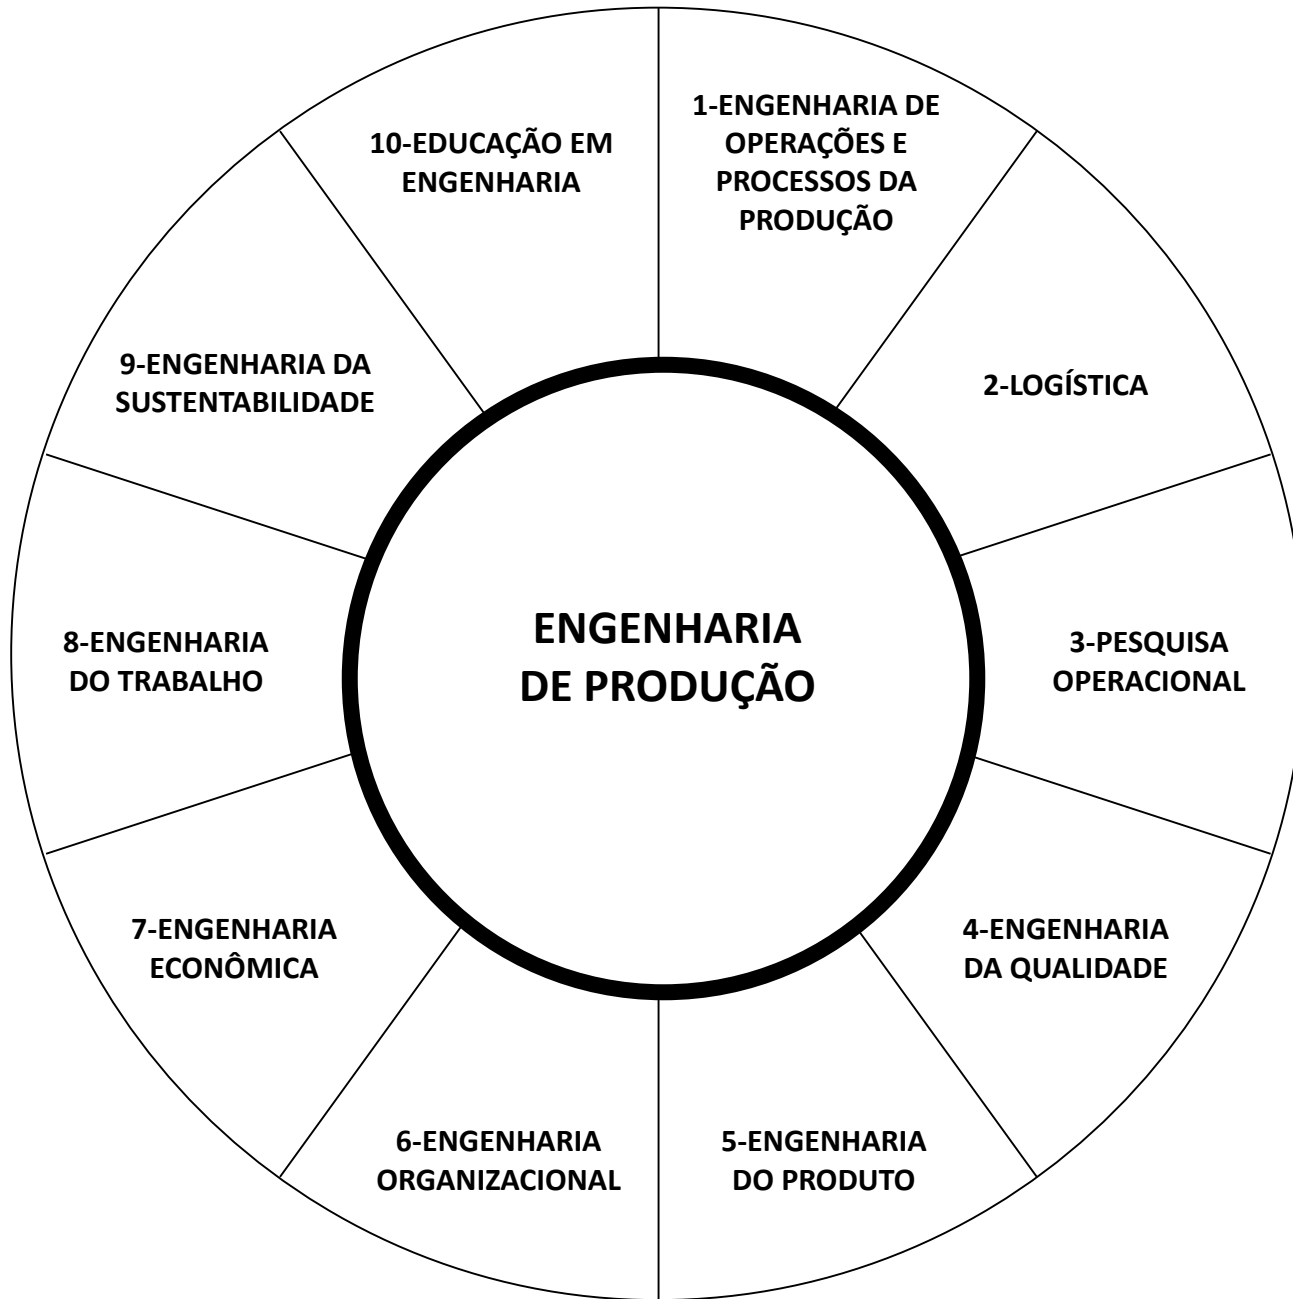 1-ENGENHARIA DE
OPERAÇÕES E
PROCESSOS DA
PRODUÇÃO
2-LOGÍSTICA
3-PESQUISA
OPERACIONAL
4-ENGENHARIA
DA QUALIDADE
5-ENGENHARIA
DO PRODUTO
6-ENGENHARIA
ORGANIZACIONAL
7-ENGENHARIA
ECONÔMICA
8-ENGENHARIA
DO TRABALHO
9-ENGENHARIA DA
SUSTENTABILIDADE
10-EDUCAÇÃO EM
ENGENHARIA
ENGENHARIA
DE PRODUÇÃO